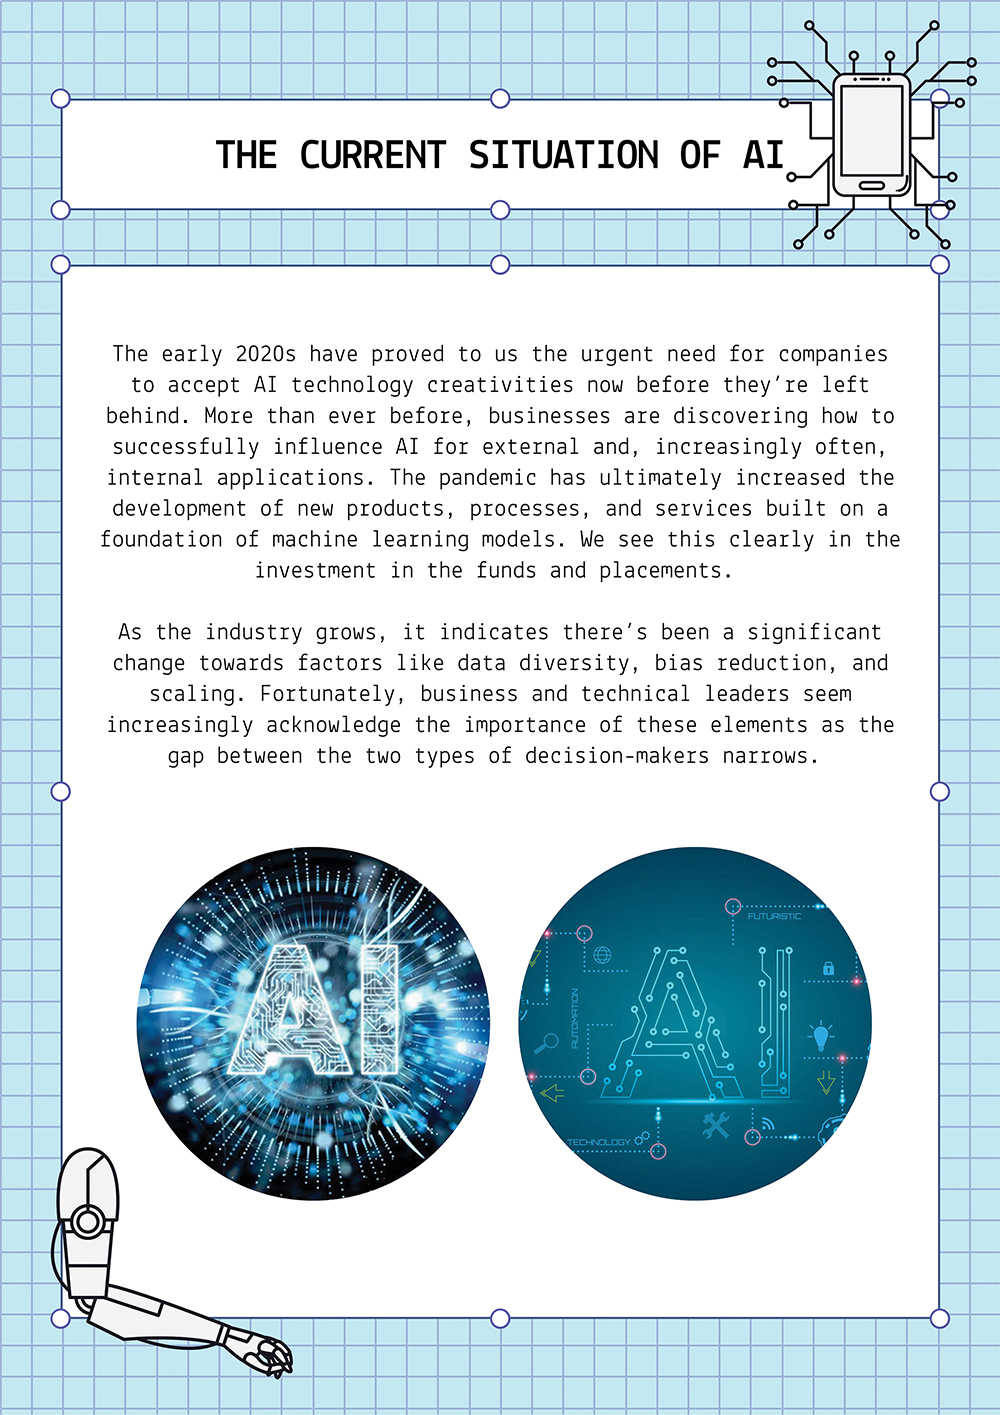 THE CURRENT SITUATION OF AI
The early 2020s have proved to us the urgent need for companies
to accept AI technology creativities now before they’re left
behind. More than ever before, businesses are discovering how to
successfully influence AI for external and, increasingly often,
internal applications. The pandemic has ultimately increased the
development of new products, processes, and services built on a
foundation of machine learning models. We see this clearly in the
investment in the funds and placements.
As the industry grows, it indicates there’s been a significant
change towards factors like data diversity, bias reduction, and
scaling. Fortunately, business and technical leaders seem
increasingly acknowledge the importance of these elements as the
gap between the two types of decision-makers narrows.
AI
FUTURISTIC
AUTOMATION
AI
TECHNOLOGY